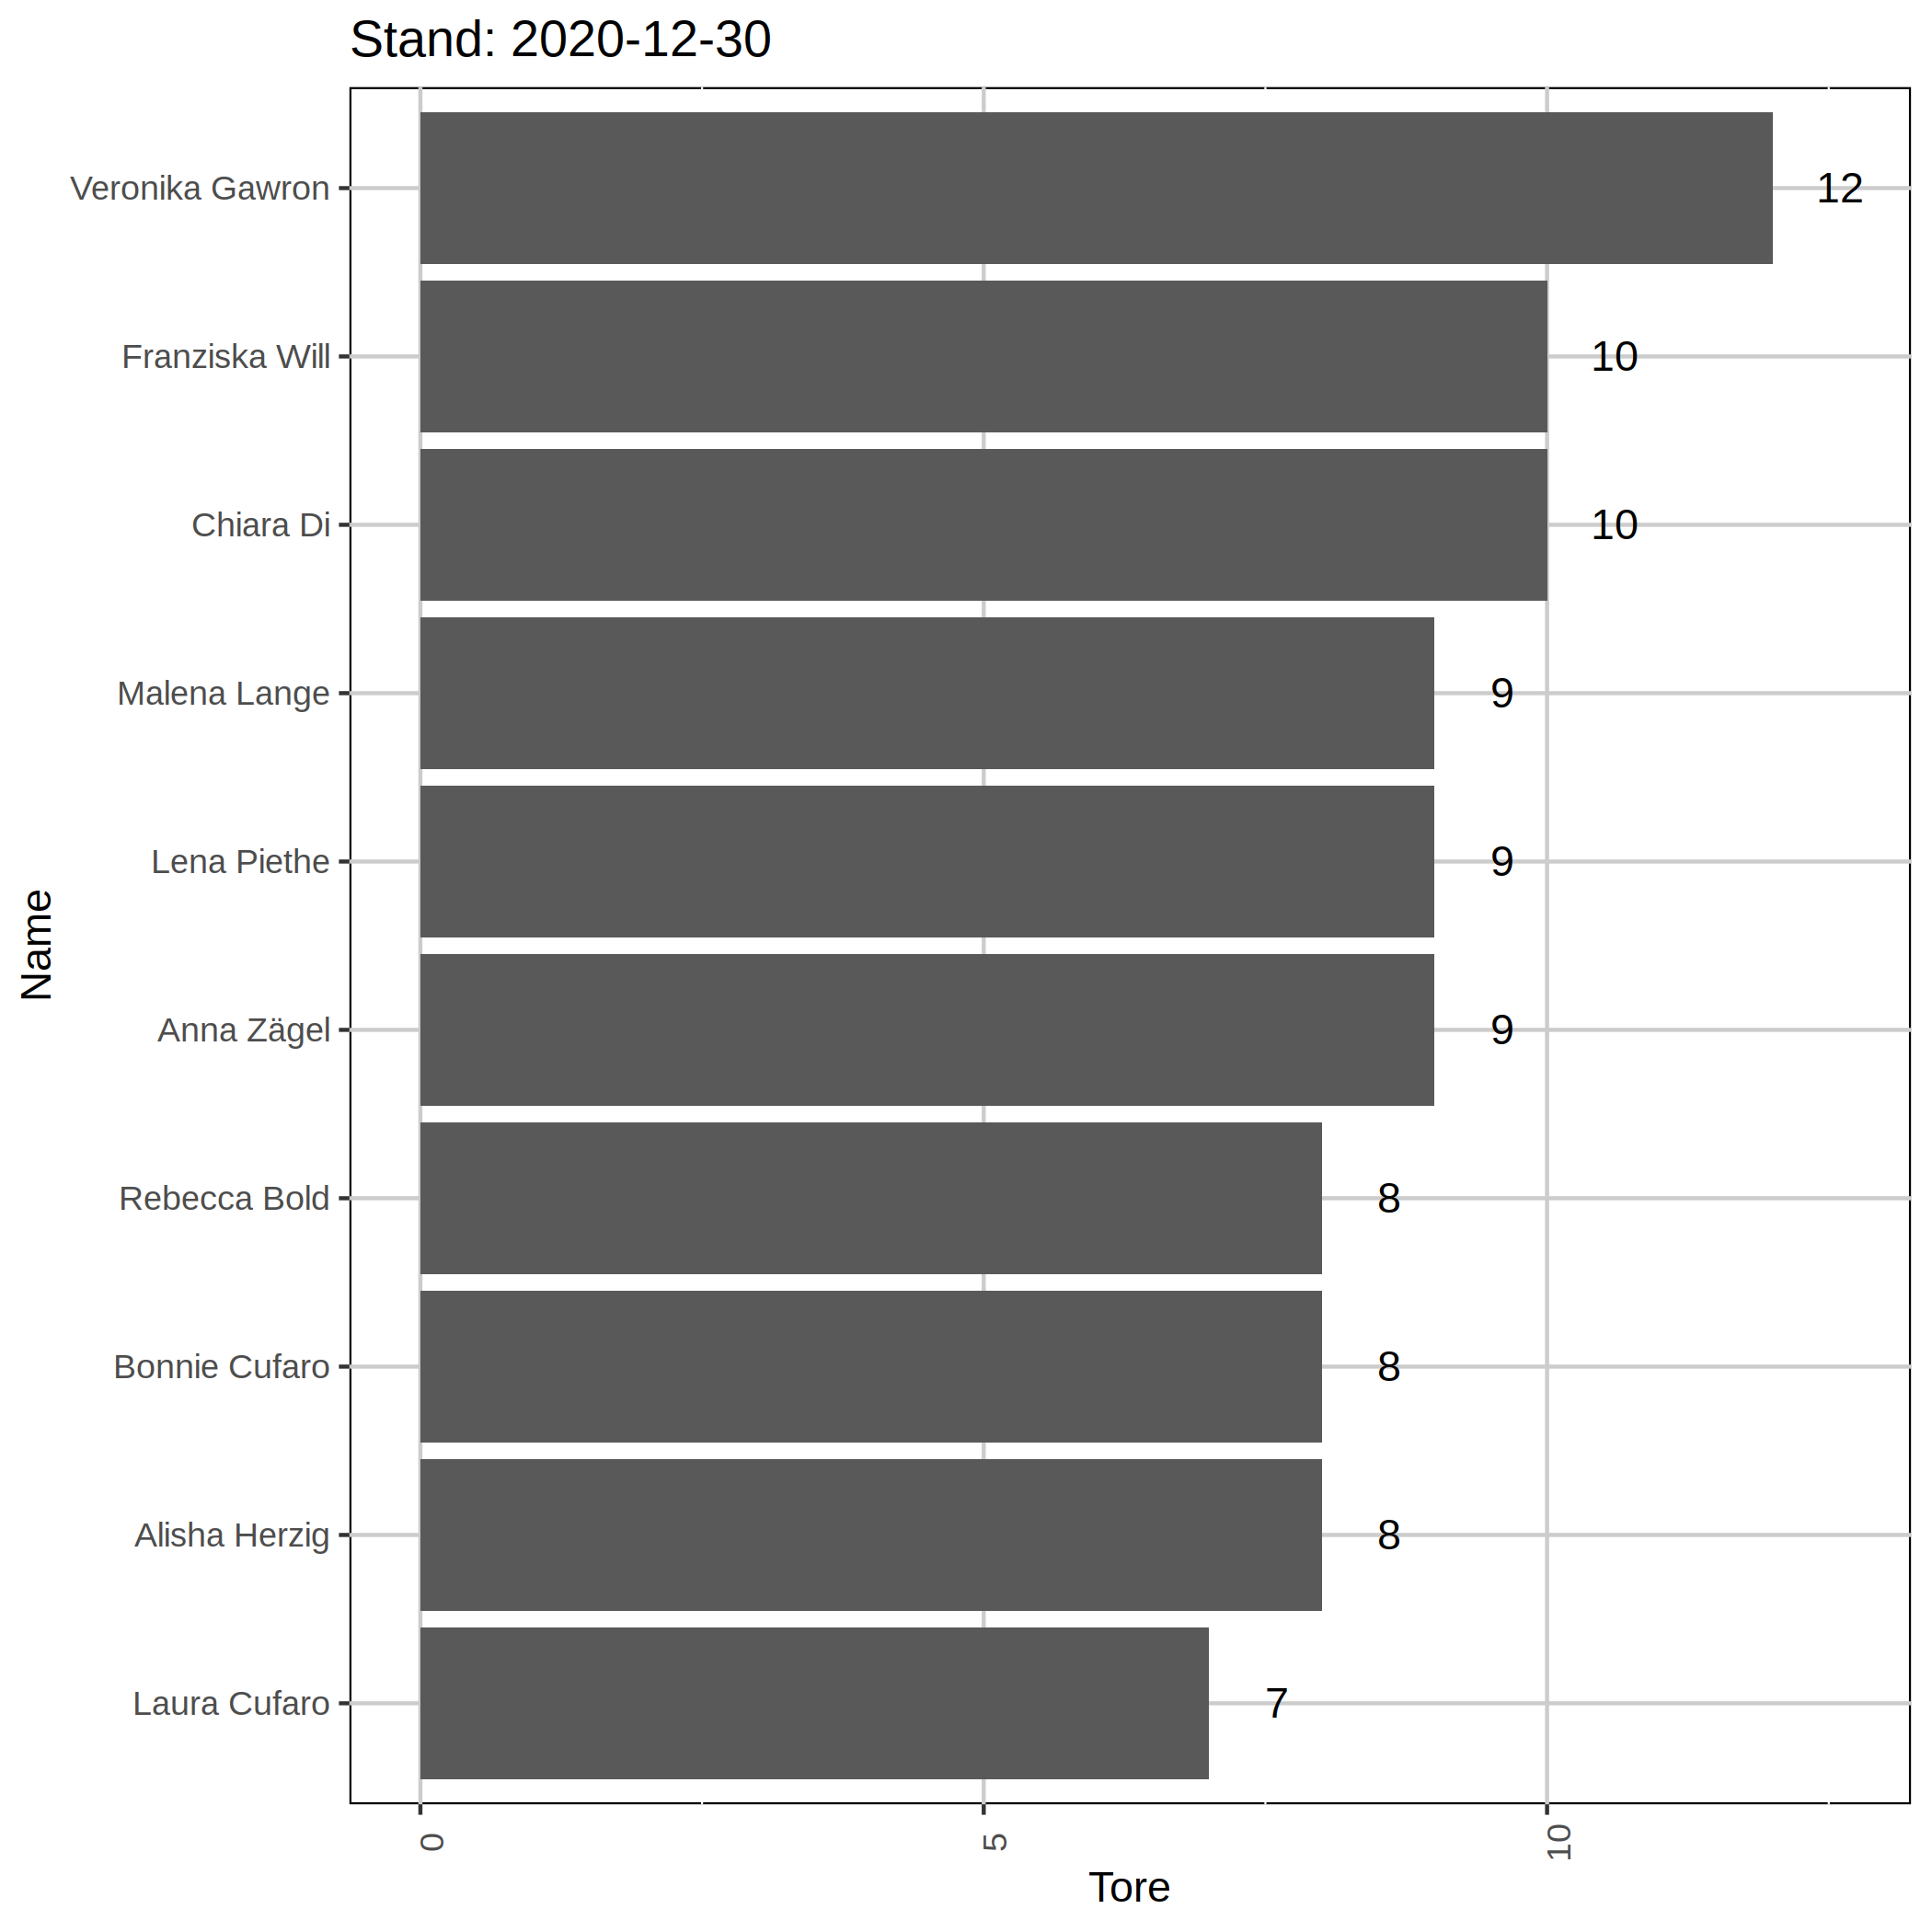 Stand: 2020-12-30
Name
Veronika Gawron 12
Franziska Will 10
Chiara Di 10
Malena Lange 9
Lena Piethe 9
Anna Zägel 9
Rebecca Bold 8
Bonnie Cufaro 8
Alisha Herzig 8
Laura Cufaro 7
0 5 10
Tore